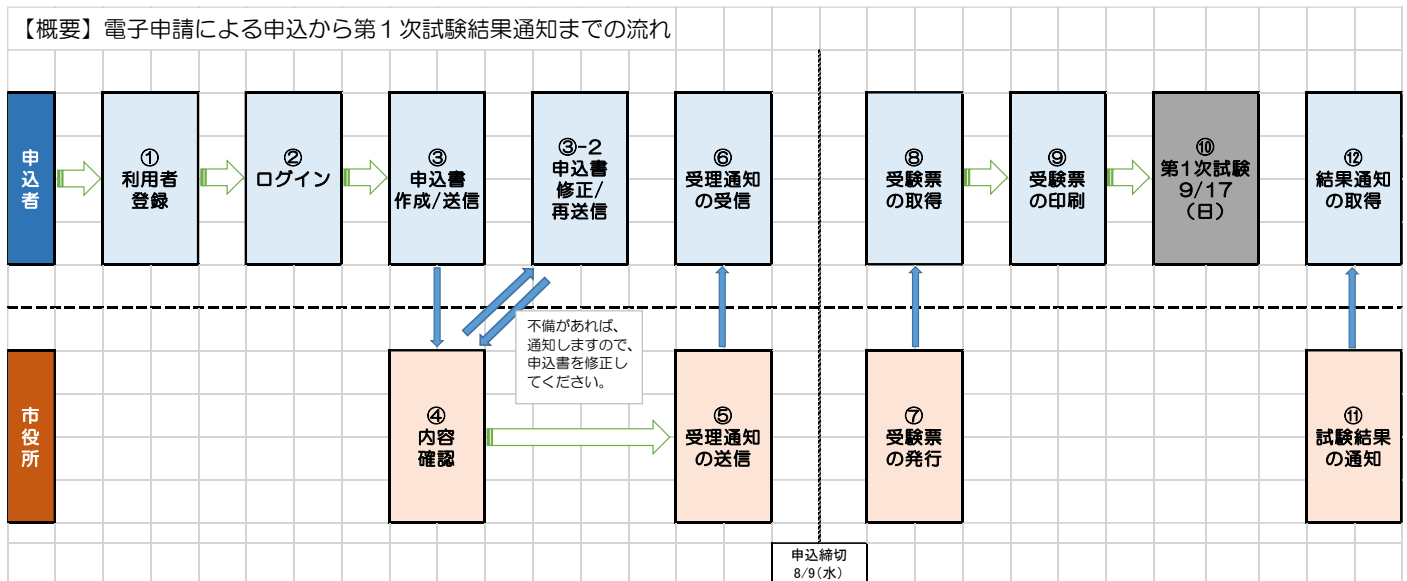 【概要】電子申請による申込から第1次試験結果通知までの流れ
申込者
①
利用者
登録
②
ログイン
③
申込書
作成/送信
③-2
申込書
修正/
再送信
⑥
受理通知
の受信
⑧
受験票
の取得
⑨
受験票
の印刷
⑩
第1次試験
9/17
(日)
⑫
結果通知
の取得
不備があれば、
通知しますので、
申込書を修正し
てください。
市役所
④
内容
確認
⑤
受理通知
の送信
⑦
受験票
の発行
⑪
試験結果
の通知
申込締切
8/9(水)